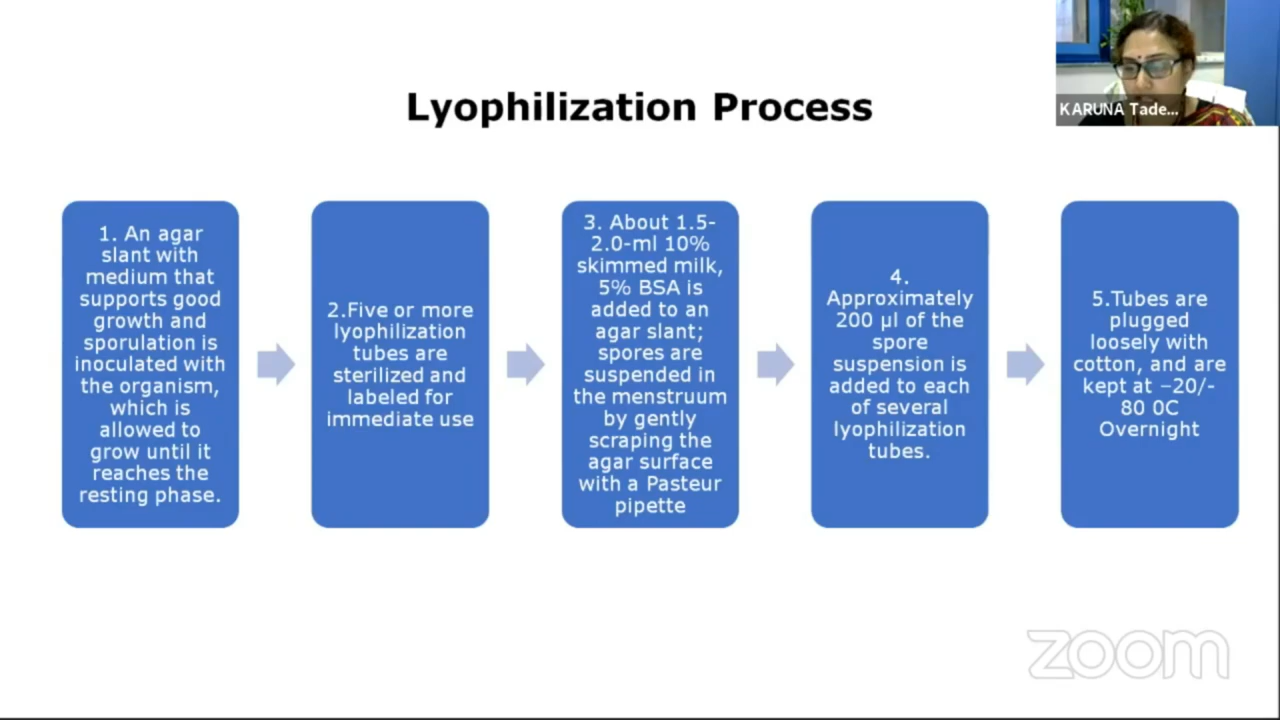 KARUNA Tade...
Lyophilization Process
1. An agar
slant with
medium that
supports good
growth and
sporulation is
inoculated with
the organism,
which is
allowed to
grow until it
reaches the
resting phase.
2.Five or more
lyophilization
tubes are
sterilized and
labeled for
immediate use
3. About 1.5-
2.0-ml 10%
skimmed milk,
5% BSA is
added to an
agar slant;
spores are
suspended in
the menstruum
by gently
scraping the
agar surface
with a Pasteur
pipette
4.
Approximately
200 µl of the
spore
suspension is
added to each
of several
lyophilization
tubes.
5.Tubes are
plugged
loosely with
cotton, and are
kept at −20/-
80 0C
Overnight
zoom